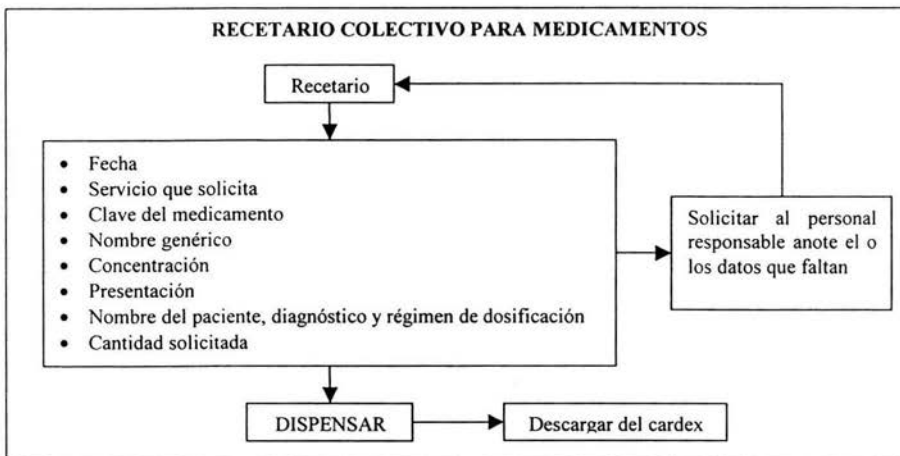 RECETARIO COLECTIVO PARA MEDICAMENTOS
Recetario
• Fecha
• Servicio que solicita
• Clave del medicamento
• Nombre genérico
• Concentración
• Presentación
• Nombre del paciente, diagnóstico y régimen de dosificación
• Cantidad solicitada
Solicitar al personal
responsable anote el o
los datos que faltan
DISPENSAR
Descargar del cardex